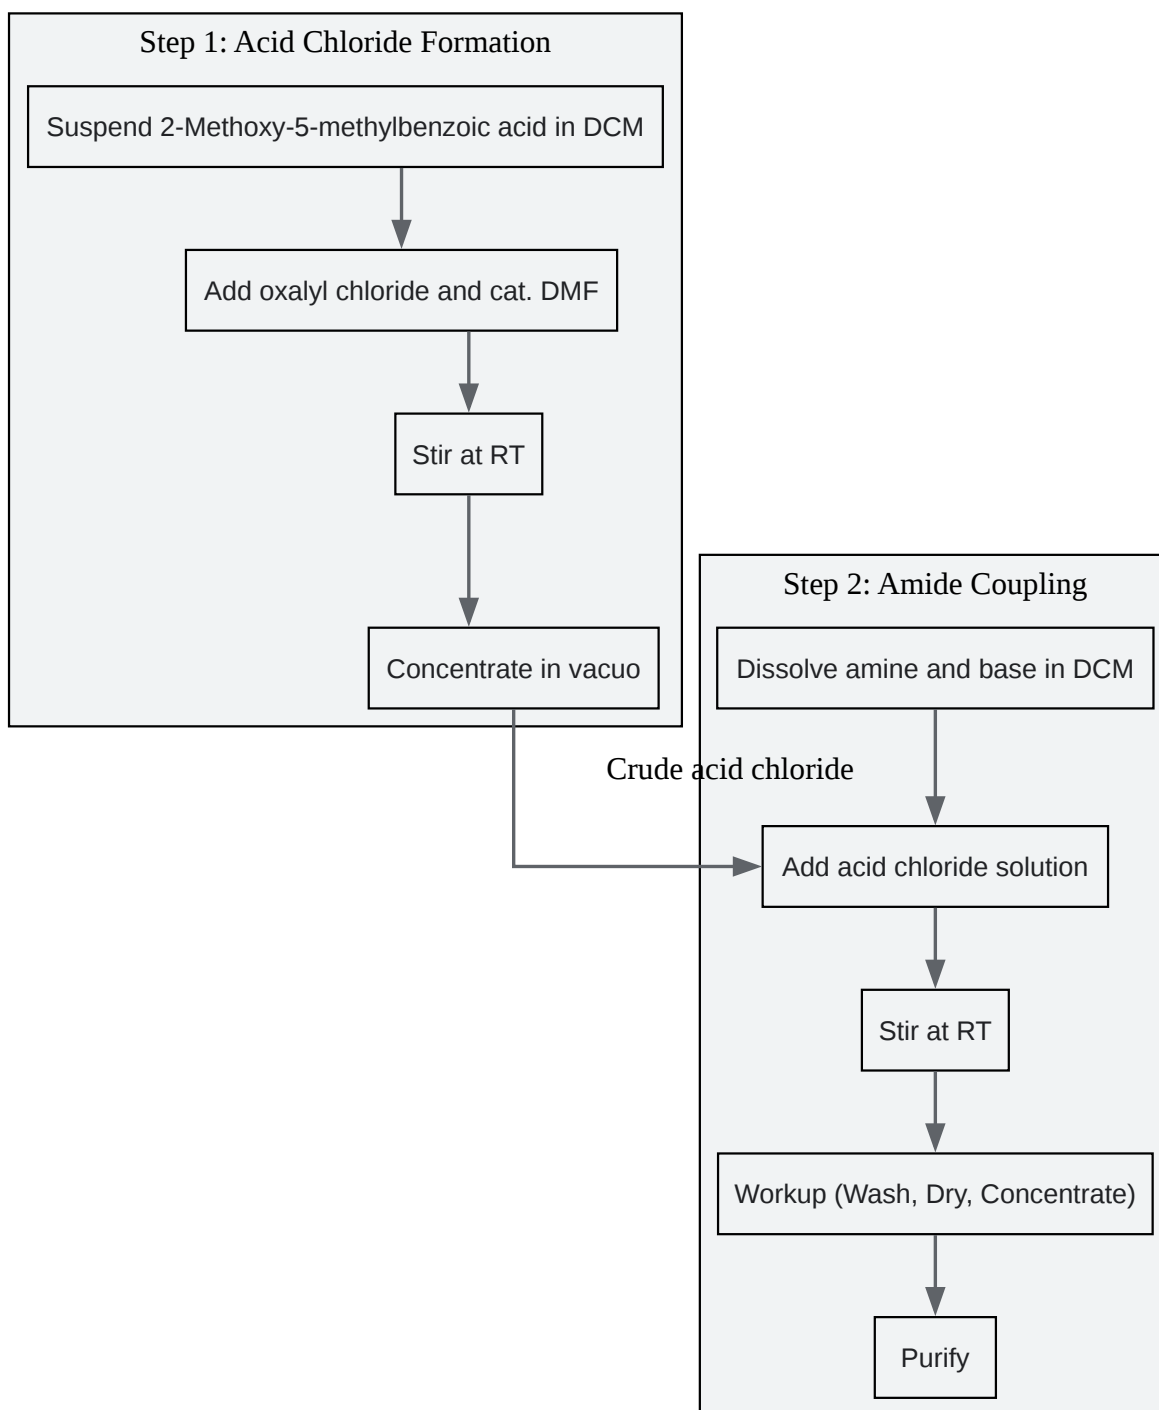 Step 1: Acid Chloride Formation
Suspend 2-Methoxy-5-methylbenzoic acid in DCM
Add oxalyl chloride and cat. DMF
Stir at RT
Concentrate in vacuo
Crude acid chloride
Step 2: Amide Coupling
Dissolve amine and base in DCM
Add acid chloride solution
Stir at RT
Workup (Wash, Dry, Concentrate)
Purify